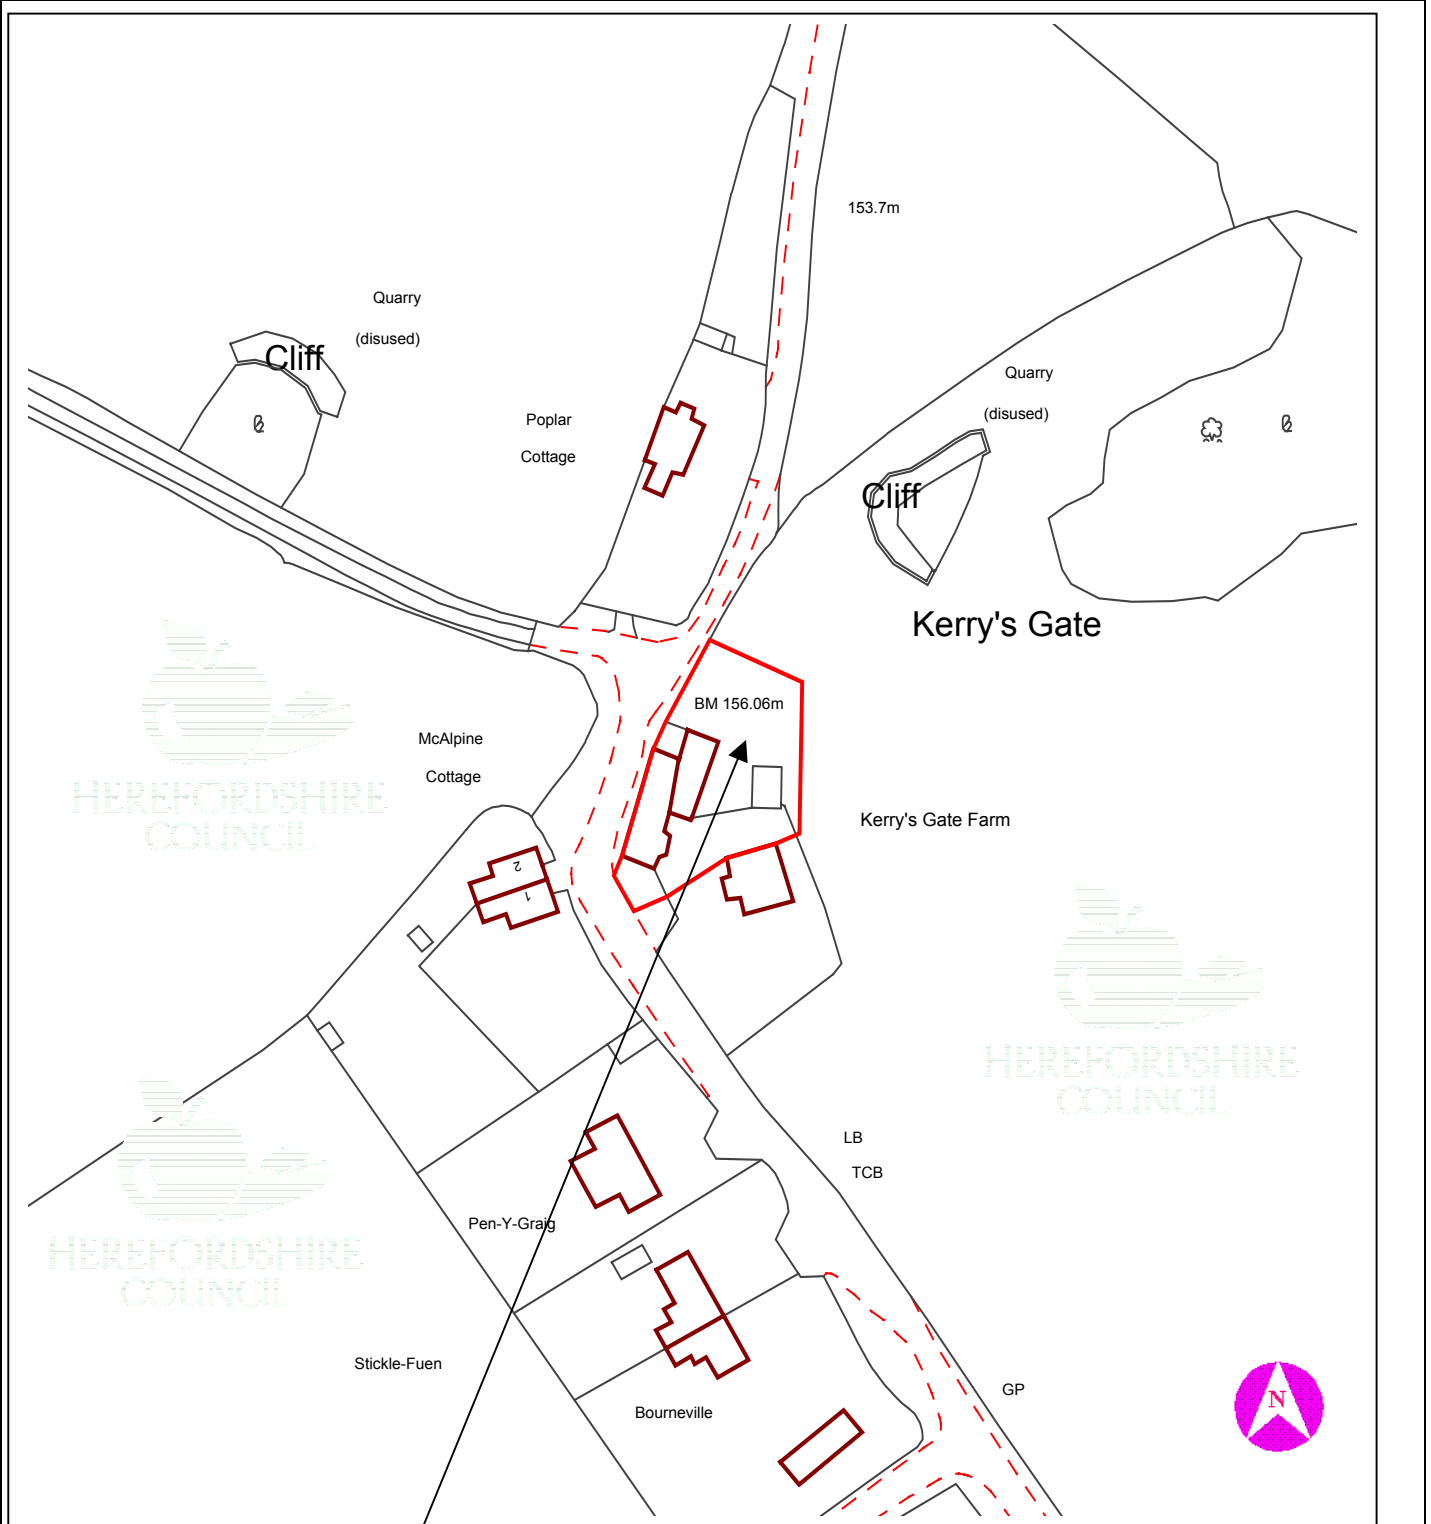 153.7m
Quarry
(disused)
Cliff
Quarry
(disused)
Poplar
Cottage
Cliff
Kerry's Gate
BM 156.06m
McAlpine
Cottage
HEREFORDSHIRE
COUNCIL
Kerry's Gate Farm
2
1
HEREFORDSHIRE
COUNCIL
LB
TCB
Pen-Y-Graig
HEREFORDSHIRE
COUNCIL
Stickle-Fuen
GP
N
Bourneville